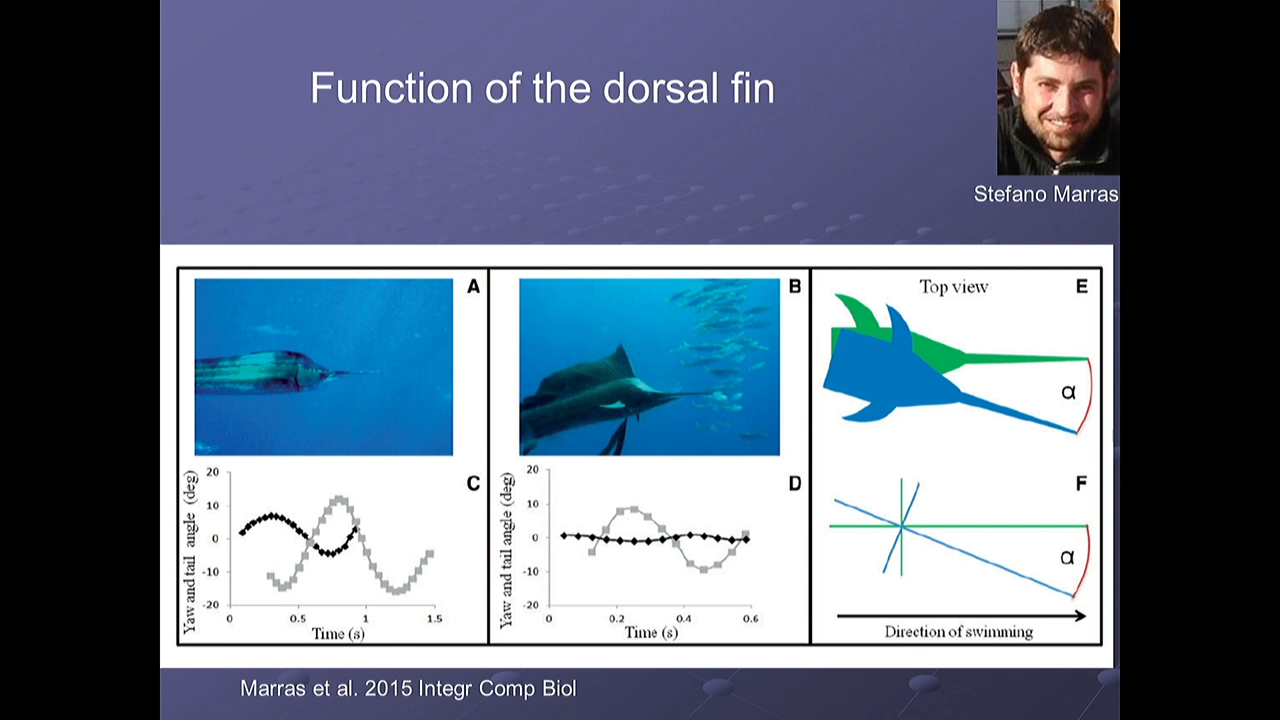 Function of the dorsal fin
Stefano Marras
A
B
Top view
E
α
C
Yaw and tail angle (deg)
20
10
0
-10
-20
0
0.5
1
1.5
Time (s)
D
Yaw and tail angle (deg)
20
10
0
-10
-20
0
0.2
0.4
0.6
Time (s)
F
α
Direction of swimming
Marras et al. 2015 Integr Comp Biol